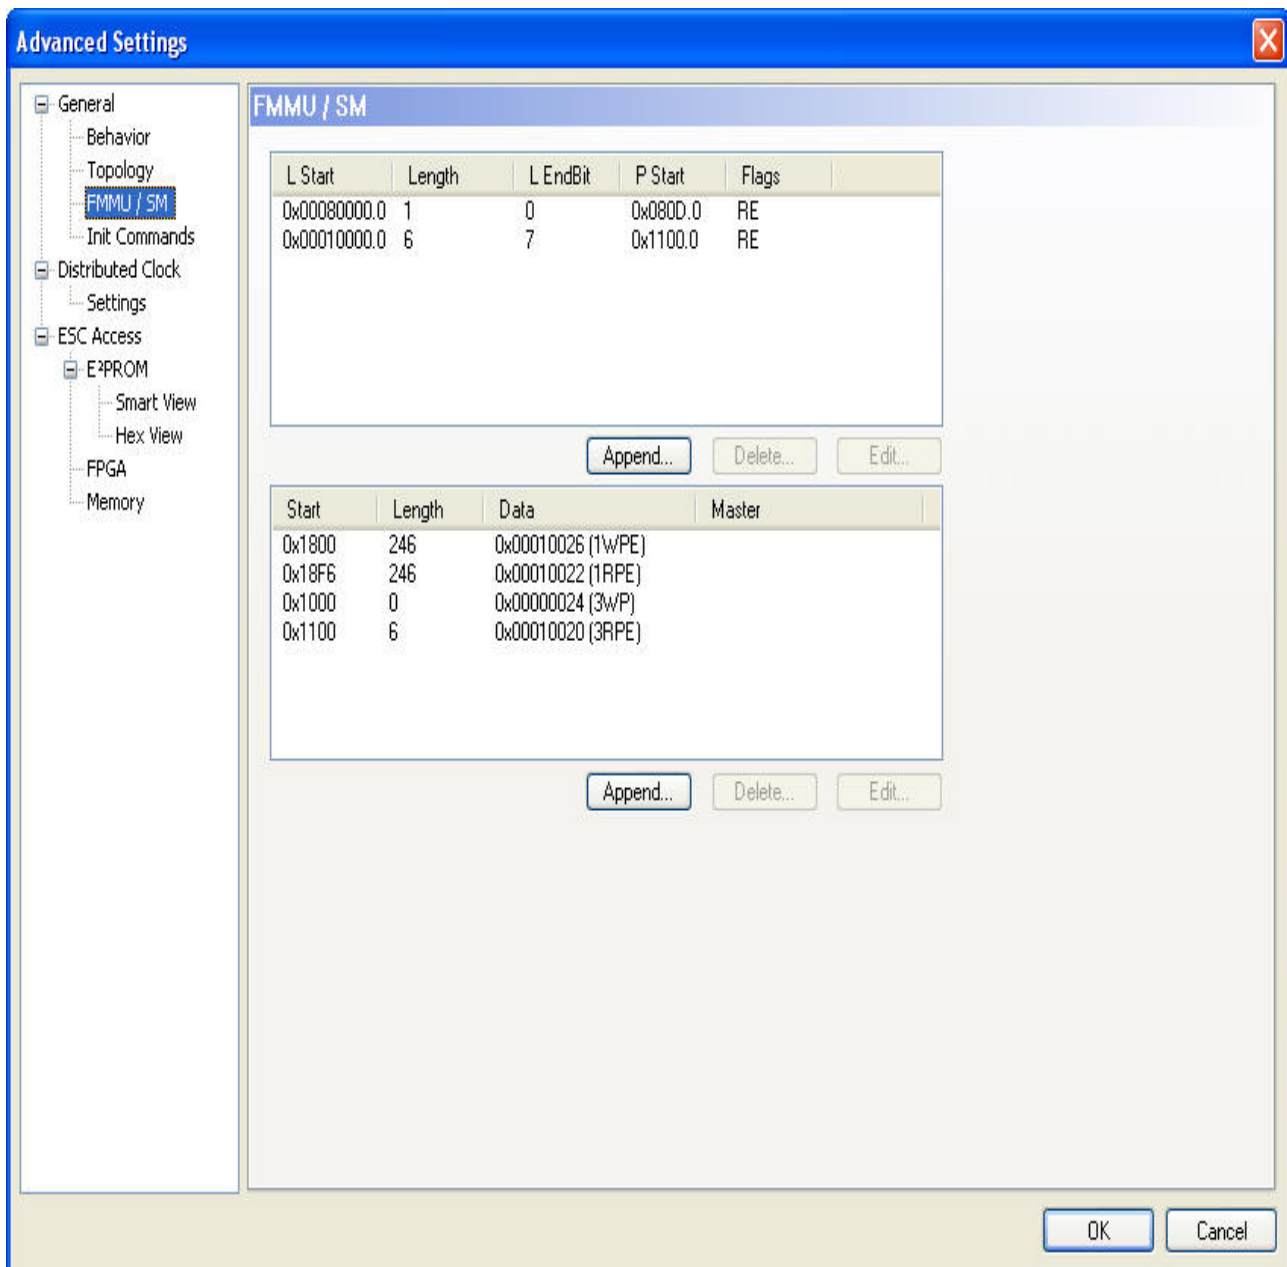 Advanced Settings
General
Behavior
Topology
FMMU / SM
Init Commands
Distributed Clock
Settings
ESC Access
E²PROM
Smart View
Hex View
FPGA
Memory
FMMU / SM
L Start Length L EndBit P Start Flags
0x00080000.0 1 0 0x080D.0 RE
0x00010000.0 6 7 0x1100.0 RE
Append... Delete... Edit...
Start Length Data Master
0x1800 246 0x00010026 (1WPE)
0x18F6 246 0x00010022 (1RPE)
0x1000 0 0x00000024 (3WP)
0x1100 6 0x00010020 (3RPE)
Append... Delete... Edit...
OK Cancel